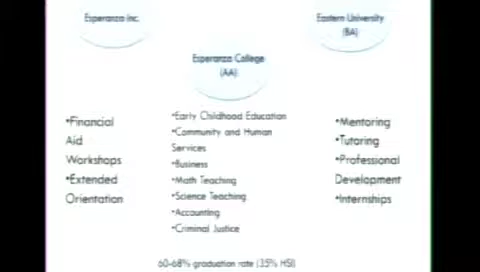 Esperanza Inc.
Eastern University
(BA)
Esperanza College
(AA)
•Financial
Aid
Workshops
•Extended
Orientation
•Early Childhood Education
•Community and Human
Services
•Business
•Math Teaching
•Science Teaching
•Accounting
•Criminal Justice
•Mentoring
•Tutoring
•Professional
Development
•Internships
60-68% graduation rate (35% HSI)